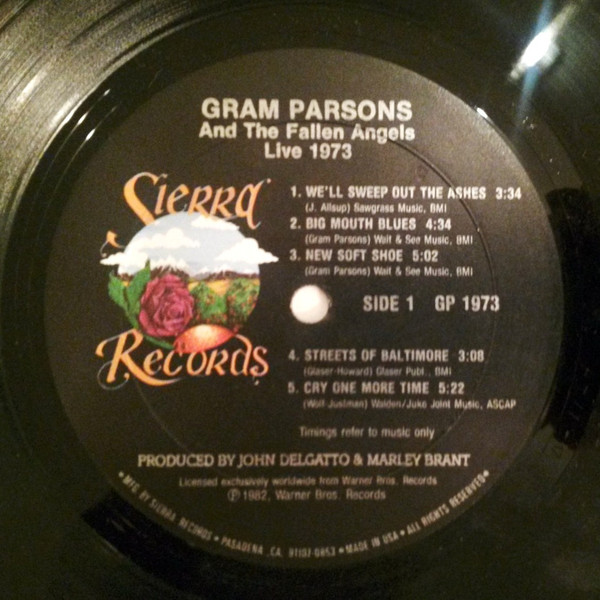 GRAM PARSONS
And The Fallen Angels
Live 1973
Sierra
Records
1. WE'LL SWEEP OUT THE ASHES 3:34
(J. Allsup) Sawgrass Music, BMI
2. BIG MOUTH BLUES 4:34
(Gram Parsons) Wait & See Music, BMI
3. NEW SOFT SHOE 5:02
(Gram Parsons) Wait & See Music, BMI
SIDE 1 GP 1973
4. STREETS OF BALTIMORE 3:08
(Glaser-Howard) Glaser Publ., BMI
5. CRY ONE MORE TIME 5:22
(Wolf-Justman) Walden/Juke Joint Music, ASCAP
Timings refer to music only
PRODUCED BY JOHN DELGATTO & MARLEY BRANT
Licensed exclusively worldwide from Warner Bros. Records
℗ 1982, Warner Bros. Records
• MFG. BY SIERRA RECORDS • PASADENA, CA. 91107-0853 • MADE IN USA • ALL RIGHTS RESERVED •